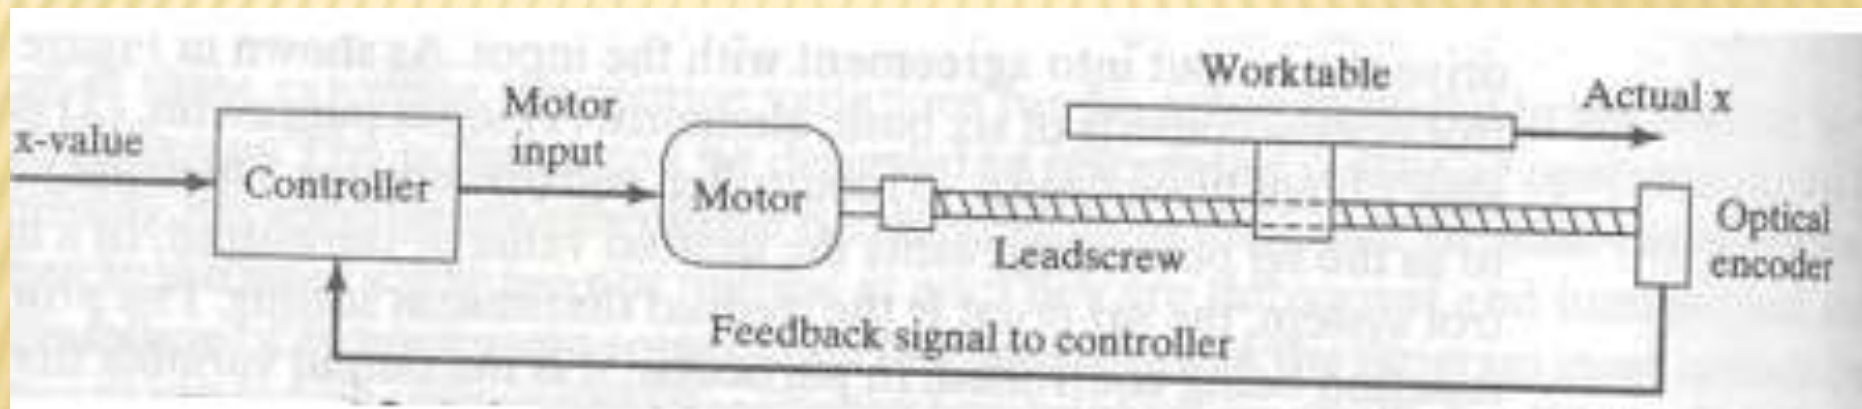 Worktable
Actual x
Motor
input
x-value
Controller
Motor
Leadscrew
Optical
encoder
Feedback signal to controller